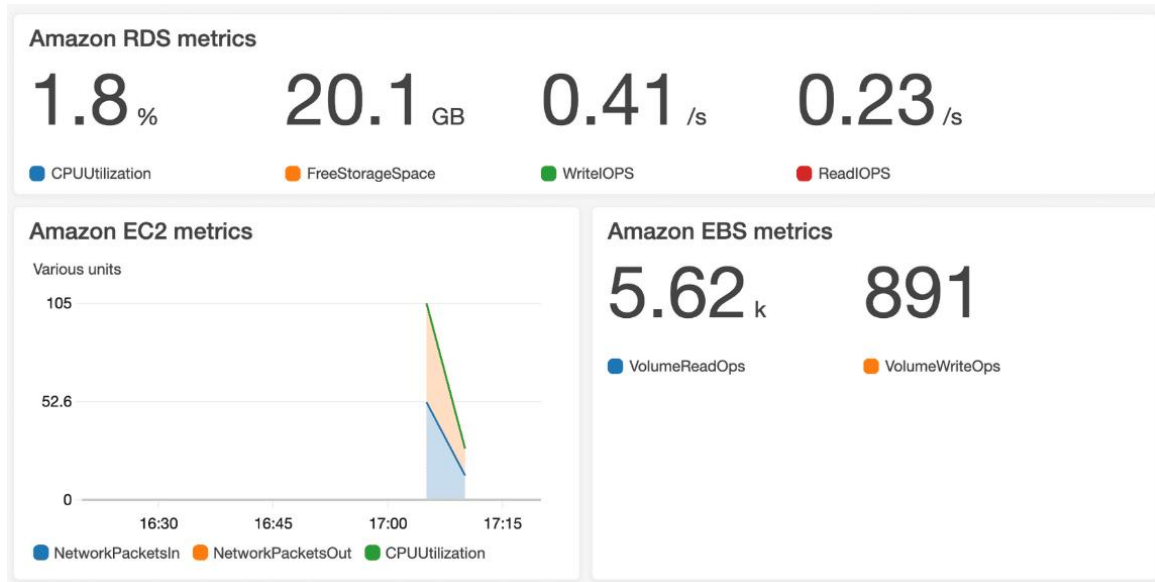 Amazon RDS metrics
1.8 % 20.1 GB 0.41 /s 0.23 /s
CPUUtilization FreeStorageSpace WriteIOPS ReadIOPS
Amazon EC2 metrics
Various units
105
52.6
0
16:30 16:45 17:00 17:15
NetworkPacketsIn NetworkPacketsOut CPUUtilization
Amazon EBS metrics
5.62 k 891
VolumeReadOps VolumeWriteOps